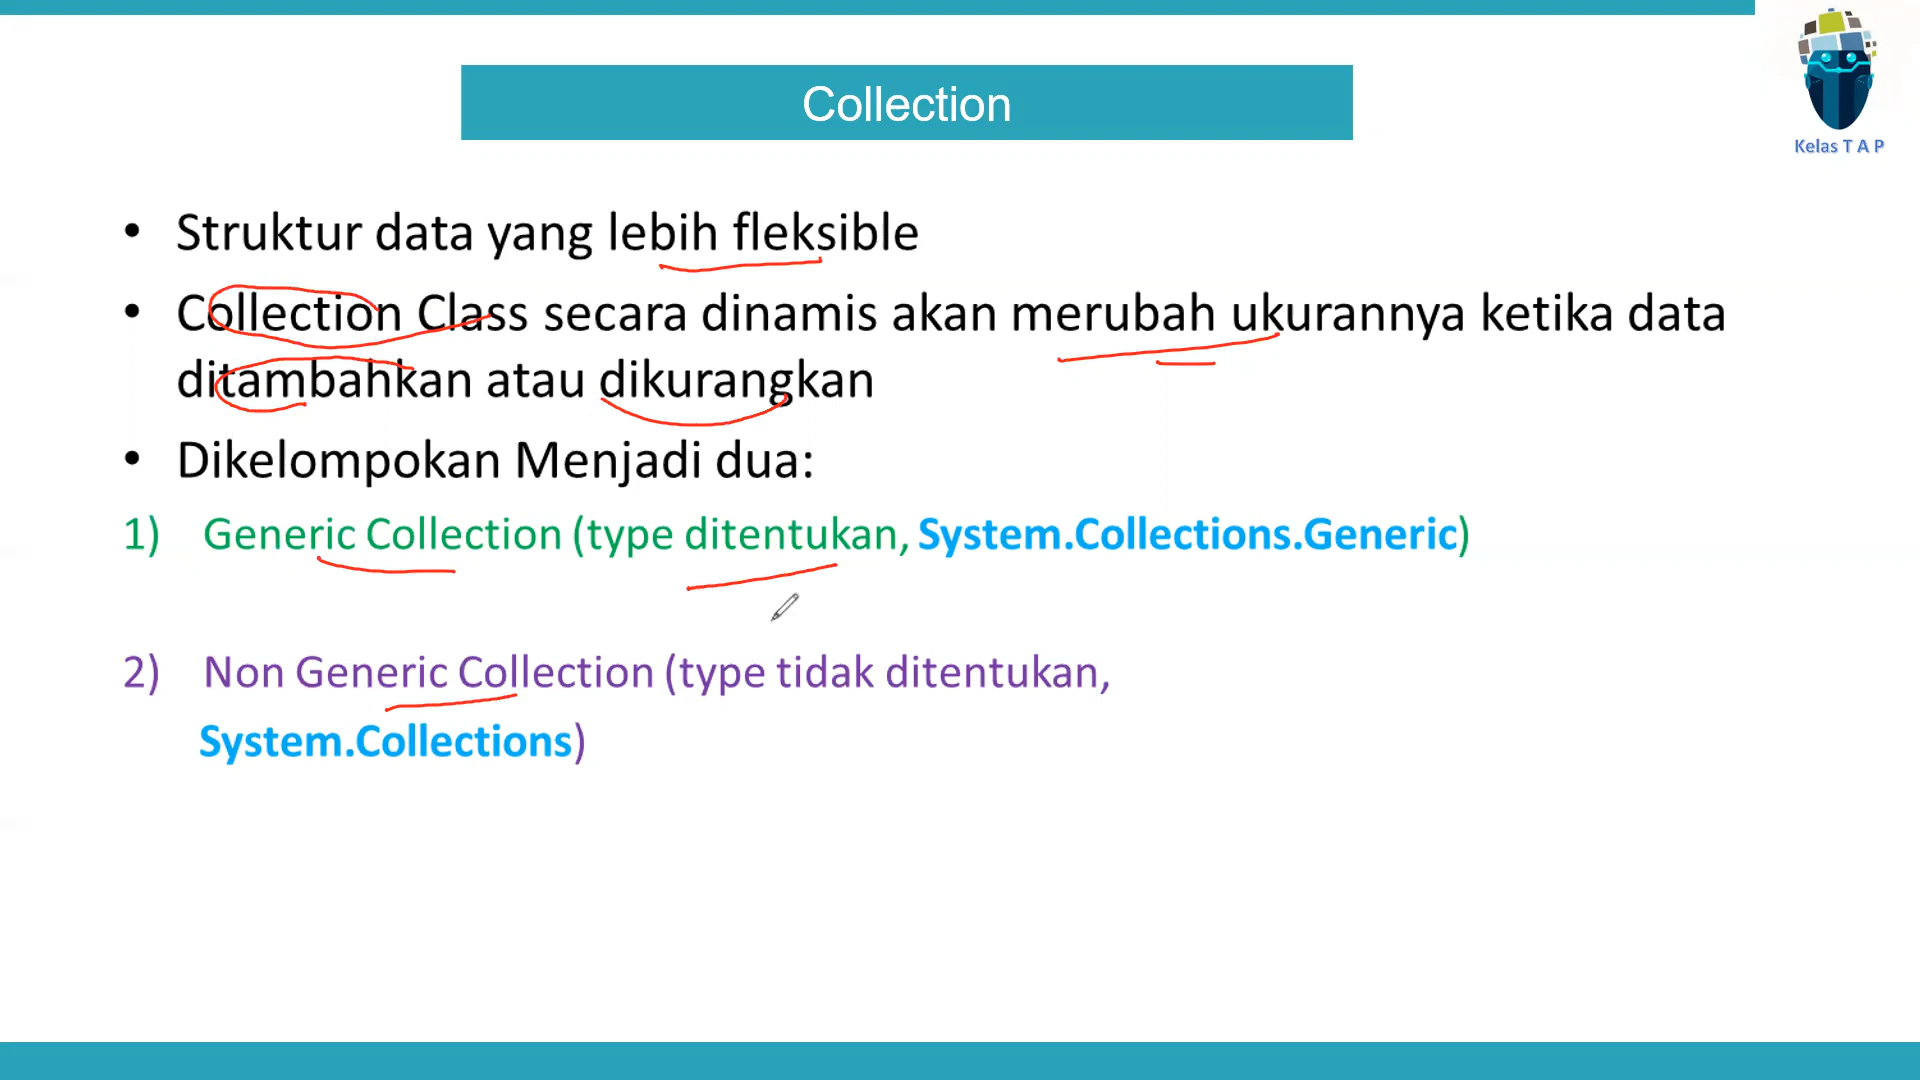 Collection
Kelas T A P
• Struktur data yang lebih fleksible
• Collection Class secara dinamis akan merubah ukurannya ketika data
ditambahkan atau dikurangkan
• Dikelompokan Menjadi dua:
1) Generic Collection (type ditentukan, System.Collections.Generic)
2) Non Generic Collection (type tidak ditentukan,
System.Collections)